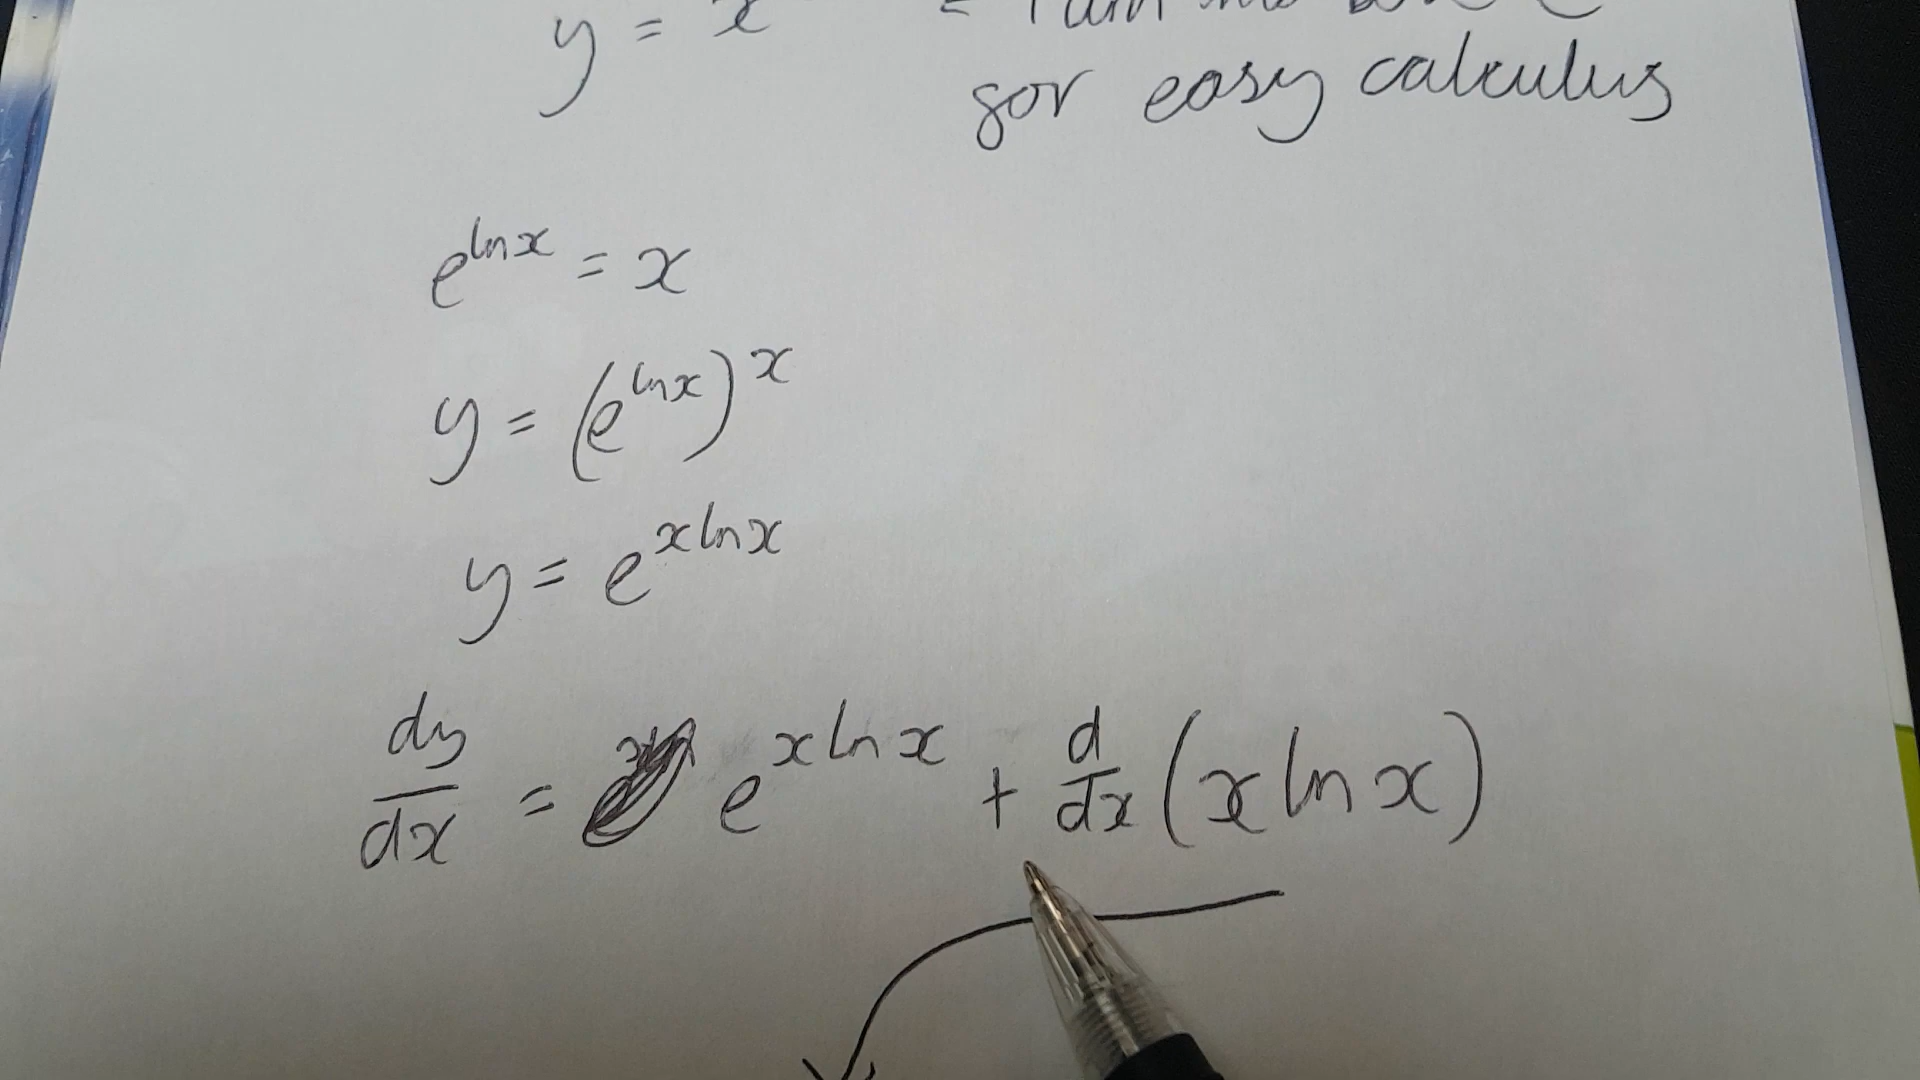 y = x
for easy calculus
e^{ln x} = x
y = (e^{ln x})^x
y = e^{x ln x}
dy/dx = e^{x ln x} + d/dx (x ln x)